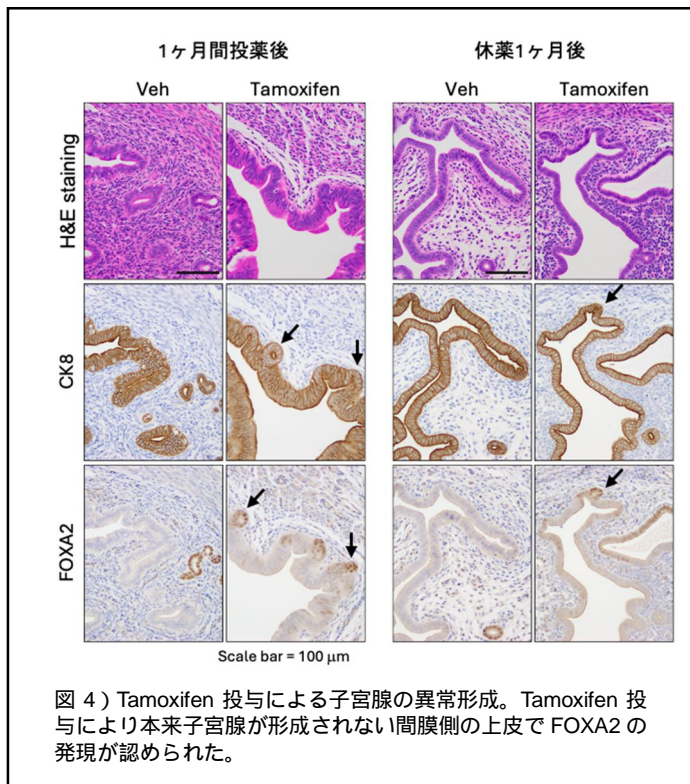 1ヶ月間投薬後
休薬1ヶ月後
Veh
Tamoxifen
Veh
Tamoxifen
H&E staining
CK8
FOXA2
Scale bar = 100 μm
図 4）Tamoxifen 投与による子宮腺の異常形成。Tamoxifen 投
与により本来子宮腺が形成されない間膜側の上皮で FOXA2 の
発現が認められた。